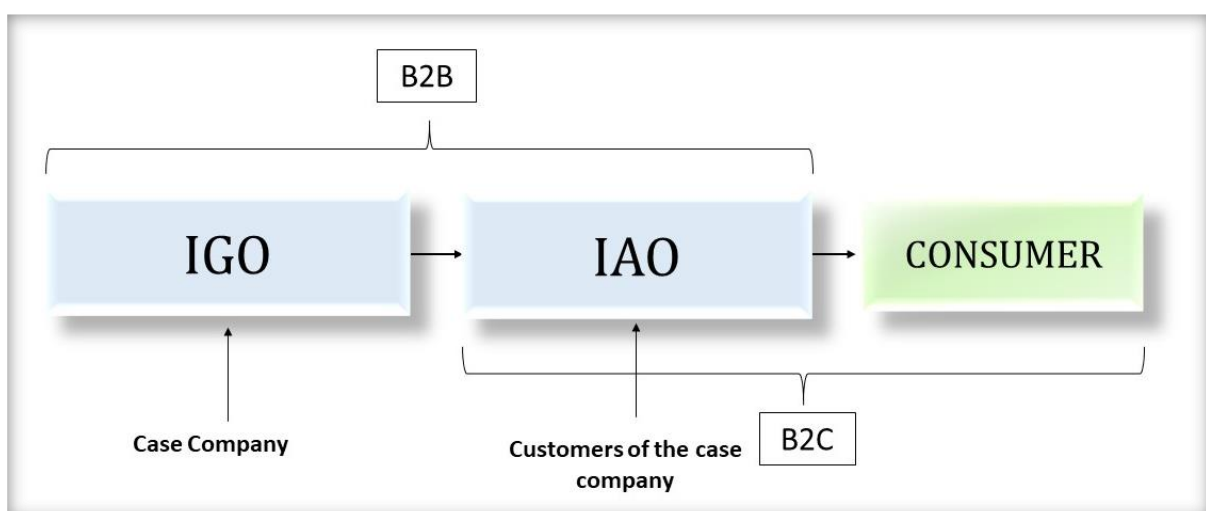 B2B
IGO
IAO
CONSUMER
Case Company
Customers of the case
company
B2C